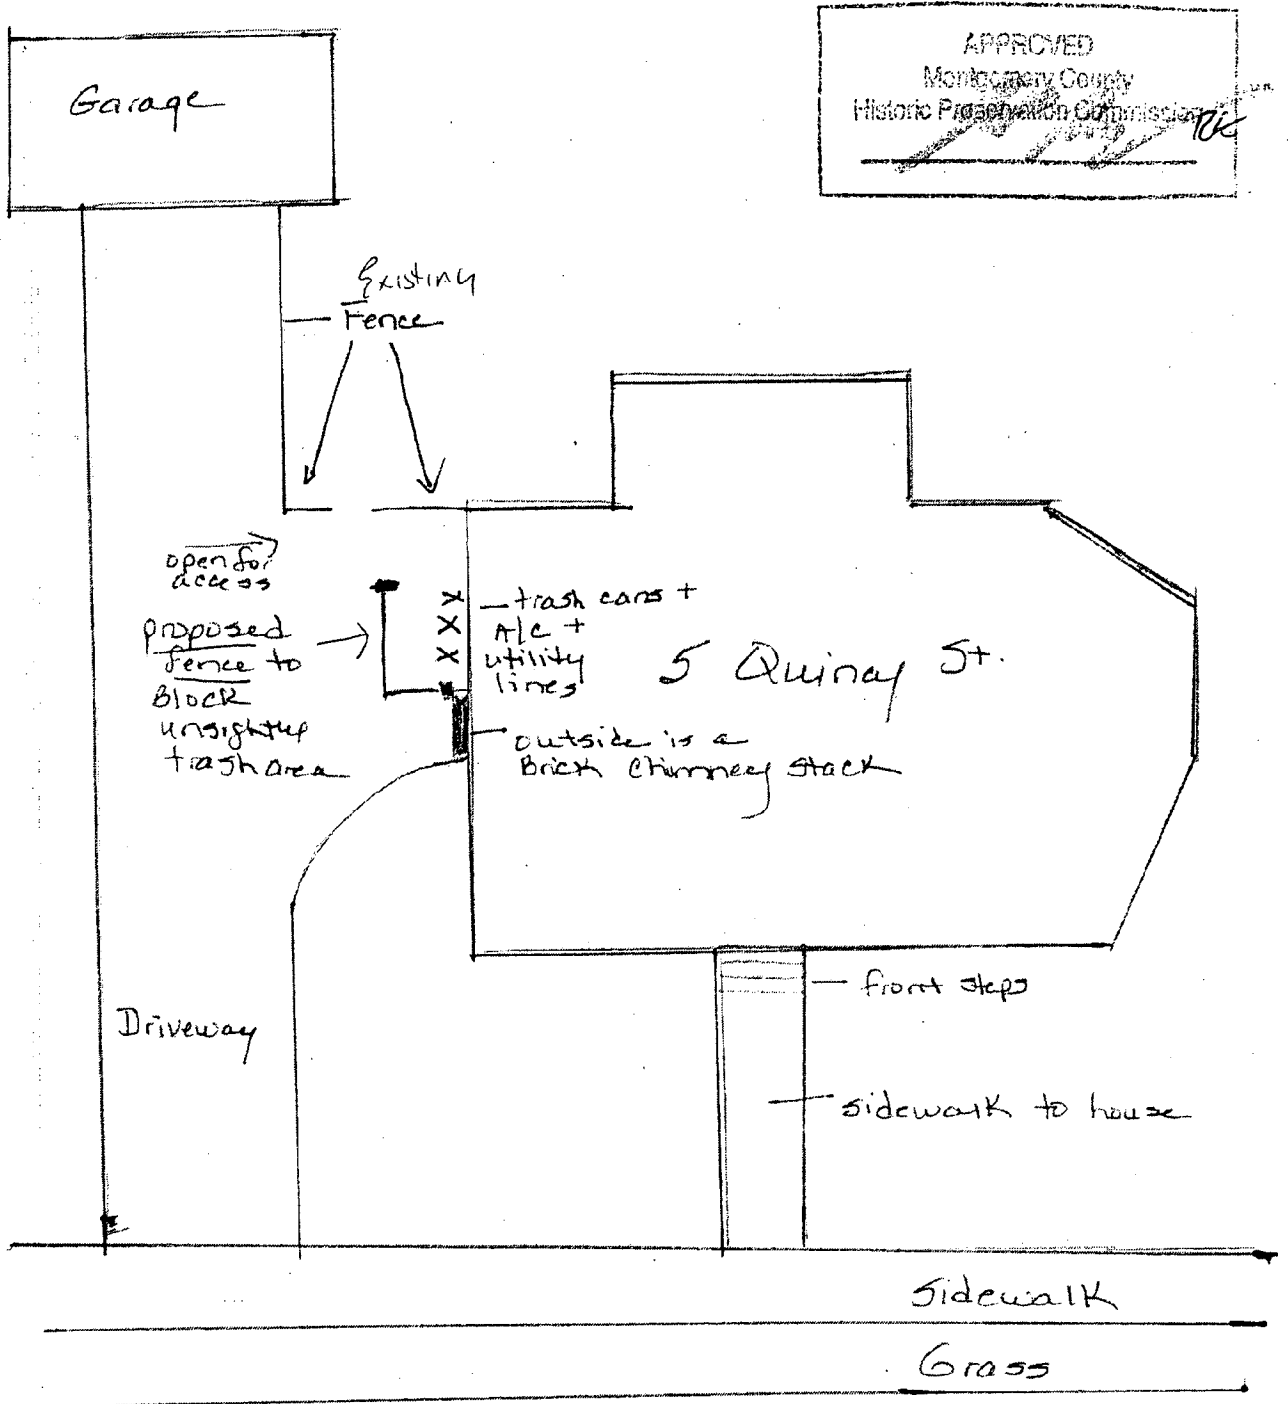 APPROVED
Montgomery County
Historic Preservation Commission
Garage
Existing
Fence
open for
access
proposed
fence to
Block
unsightly
trash area
trash cans +
A/C +
utility
lines
5 Quincy St.
outside is a
Brick Chimney stack
front steps
Driveway
sidewalk to house
Sidewalk
Grass